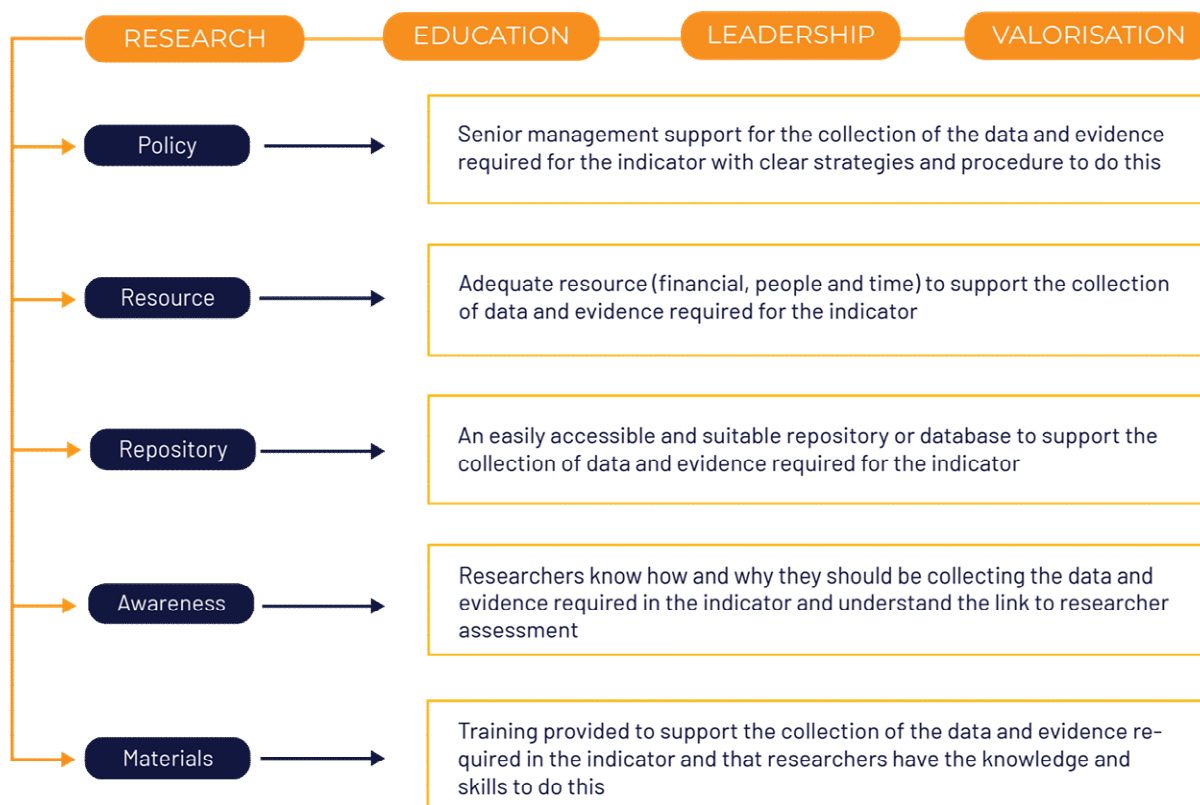 RESEARCH
EDUCATION
LEADERSHIP
VALORISATION
Policy
Senior management support for the collection of the data and evidence
required for the indicator with clear strategies and procedure to do this
Resource
Adequate resource (financial, people and time) to support the collection
of data and evidence required for the indicator
Repository
An easily accessible and suitable repository or database to support the
collection of data and evidence required for the indicator
Awareness
Researchers know how and why they should be collecting the data and
evidence required in the indicator and understand the link to researcher
assessment
Materials
Training provided to support the collection of the data and evidence re-
quired in the indicator and that researchers have the knowledge and
skills to do this